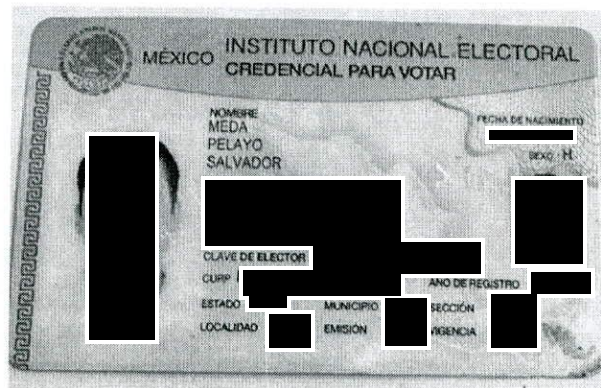 MÉXICO INSTITUTO NACIONAL ELECTORAL
CREDENCIAL PARA VOTAR
NOMBRE
MEDA
PELAYO
SALVADOR
FECHA DE NACIMIENTO
SEXO H
CLAVE DE ELECTOR
CURP
AÑO DE REGISTRO
ESTADO MUNICIPIO SECCIÓN
LOCALIDAD EMISIÓN VIGENCIA